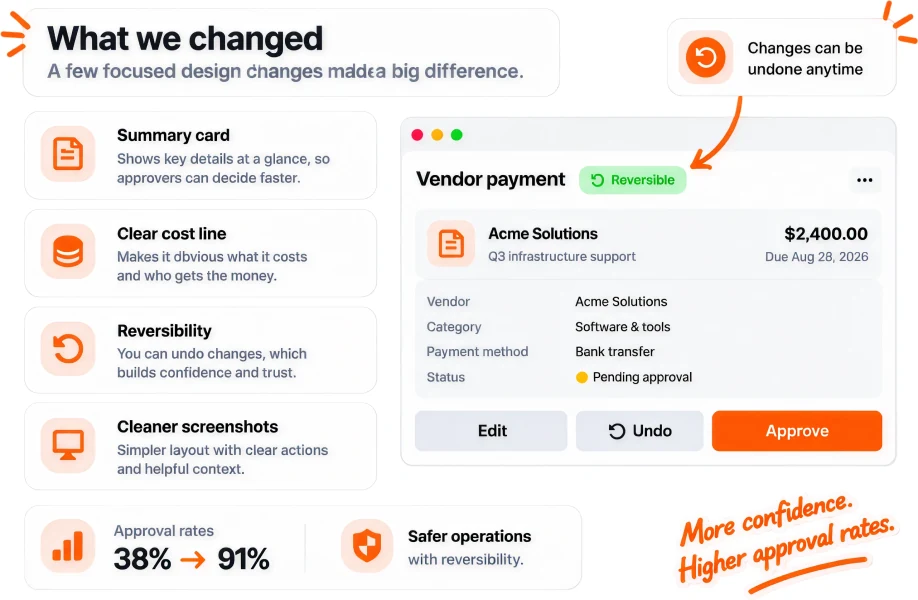 What we changed
A few focused design changes made a big difference.
Changes can be
undone anytime
Summary card
Shows key details at a glance, so
approvers can decide faster.
Clear cost line
Makes it obvious what it costs
and who gets the money.
Reversibility
You can undo changes, which
builds confidence and trust.
Cleaner screenshots
Simpler layout with clear actions
and helpful context.
Vendor payment
Reversible
Acme Solutions
$2,400.00
Q3 infrastructure support
Due Aug 28, 2026
Vendor
Acme Solutions
Category
Software & tools
Payment method
Bank transfer
Status
Pending approval
Edit
Undo
Approve
Approval rates
38% → 91%
Safer operations
with reversibility.
More confidence.
Higher approval rates.